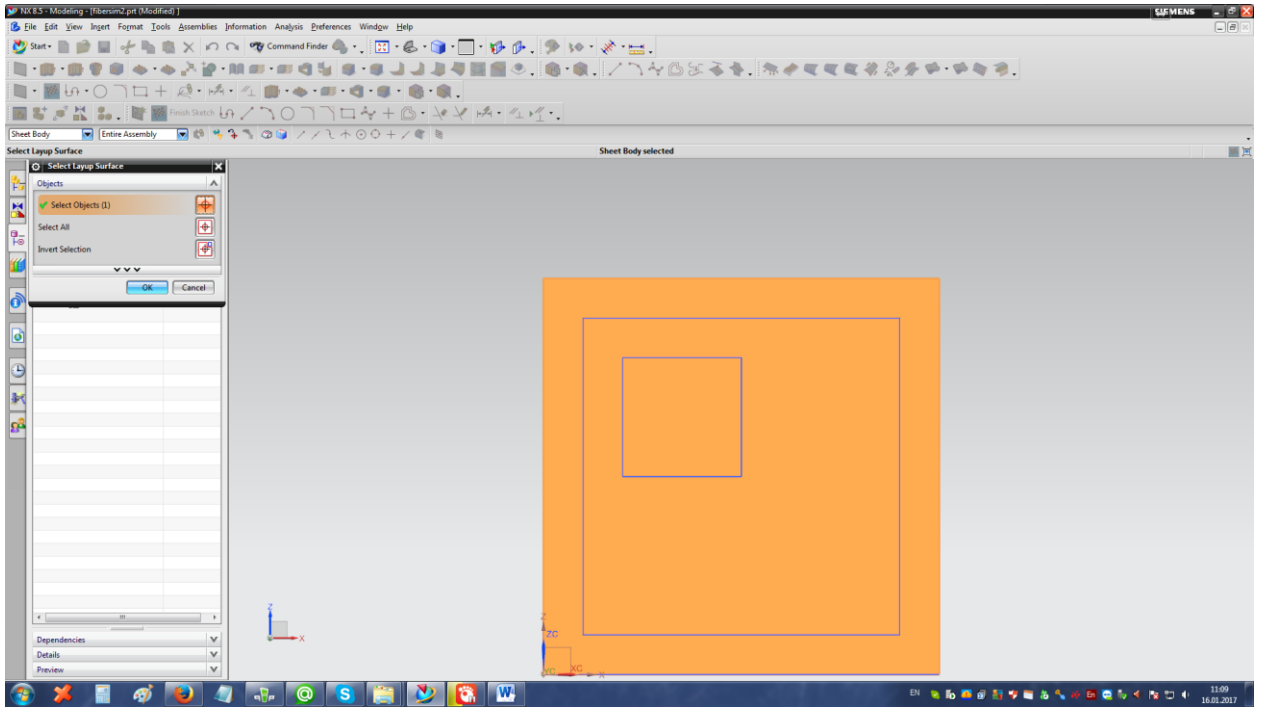 NX 8.5 - Modeling - [fibersim2.prt (Modified) ]
SIEMENS
File Edit View Insert Format Tools Assemblies Information Analysis Preferences Window Help
Start
Command Finder
Finish Sketch
Sheet Body
Entire Assembly
Select Layup Surface
Sheet Body selected
Select Layup Surface
Objects
Select Objects (1)
Select All
Invert Selection
OK Cancel
Dependencies
Details
Preview
Z
X
Z
ZC
YC
XC
X
EN
11:09
16.01.2017